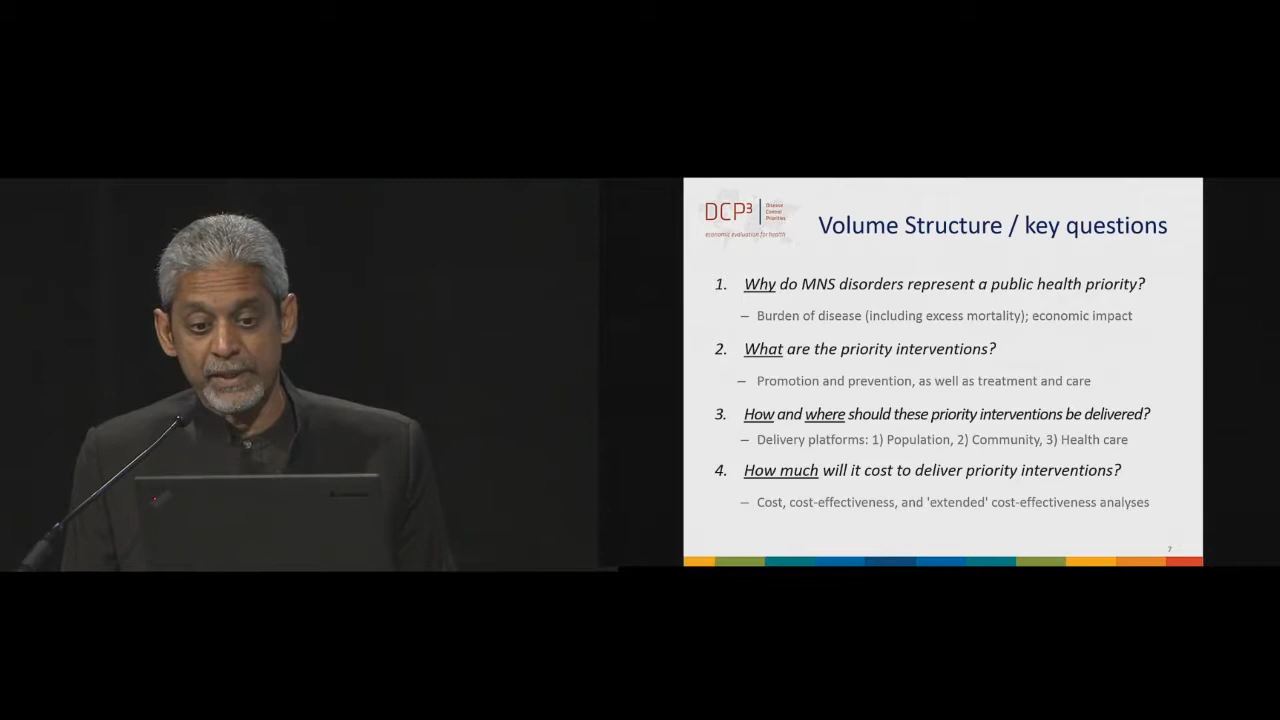 DCP3
Disease
Control
Priorities
economic evaluation for health
Volume Structure / key questions
1. Why do MNS disorders represent a public health priority?
– Burden of disease (including excess mortality); economic impact
2. What are the priority interventions?
– Promotion and prevention, as well as treatment and care
3. How and where should these priority interventions be delivered?
– Delivery platforms: 1) Population, 2) Community, 3) Health care
4. How much will it cost to deliver priority interventions?
– Cost, cost-effectiveness, and 'extended' cost-effectiveness analyses
7